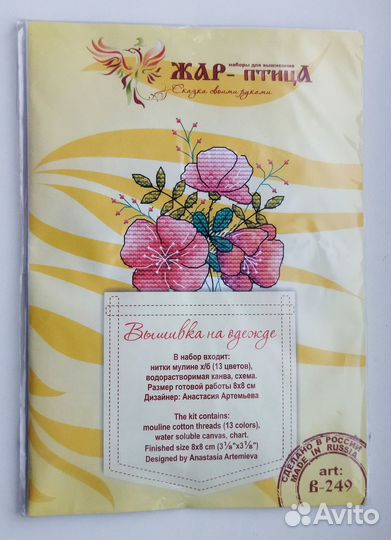 наборы для вышивания
ЖАР-ПТИЦА
Сказка своими руками
Вышивка на одежде
В набор входит:
нитки мулине х/б (13 цветов),
водорастворимая канва, схема.
Размер готовой работы 8х8 см
Дизайнер: Анастасия Артемьева
The kit contains:
mouline cotton threads (13 colors),
water soluble canvas, chart.
Finished size 8x8 cm (3⅛"x3⅛")
Designed by Anastasia Artemieva
СДЕЛАНО В РОССИИ
MADE IN RUSSIA
art:
В-249
Avito